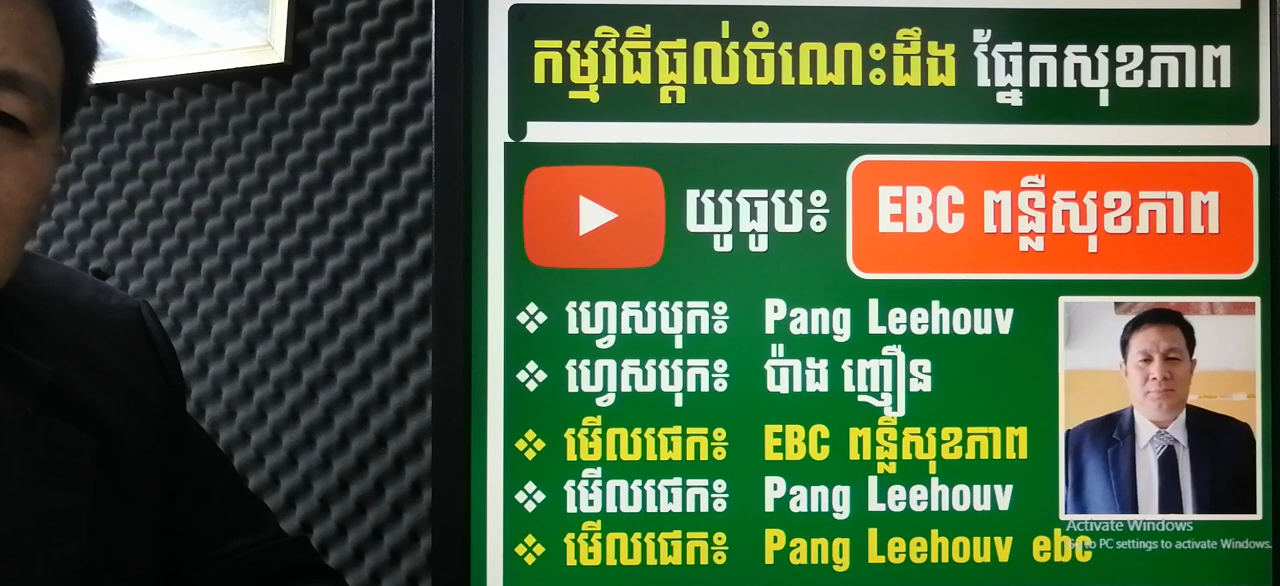 កម្មវិធីផ្តល់ចំណេះដឹង ផ្នែកសុខភាព
យូធូប៖ EBC ពន្លឺសុខភាព
❖ ហ្វេសបុក៖ Pang Leehouv
❖ ហ្វេសបុក៖ ប៉ាង ញឿន
❖ មើលផេក៖ EBC ពន្លឺសុខភាព
❖ មើលផេក៖ Pang Leehouv
❖ មើលផេក៖ Pang Leehouv ebc
Activate Windows
Go to PC settings to activate Windows.